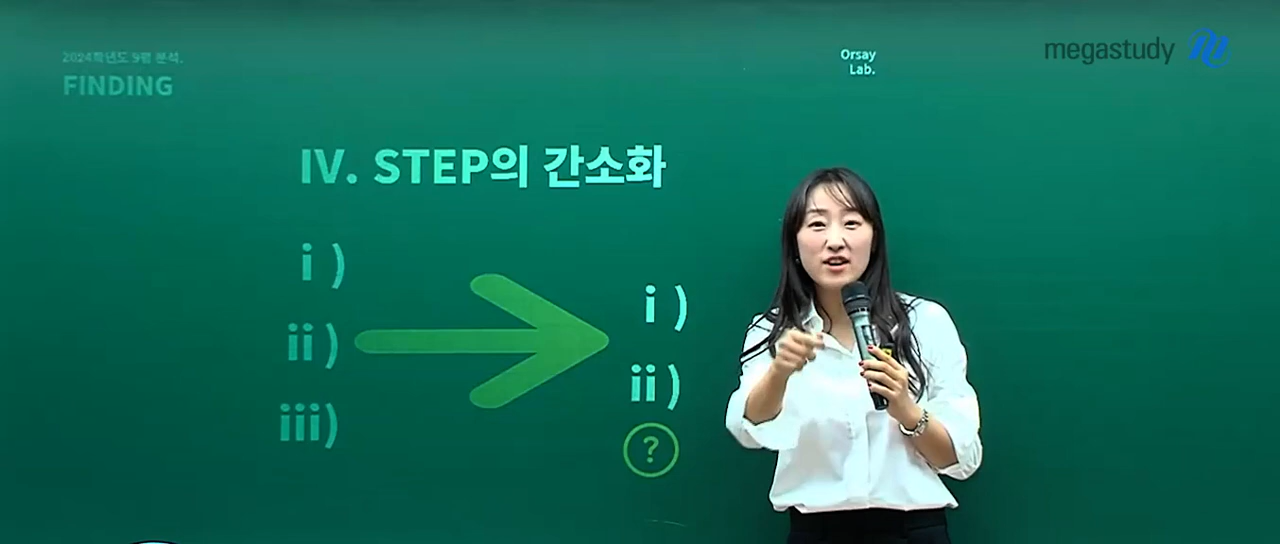 2024학년도 9평 분석.
FINDING
Orsay
Lab.
megastudy
IV. STEP의 간소화
i )
ii )
iii)
i )
ii )
?